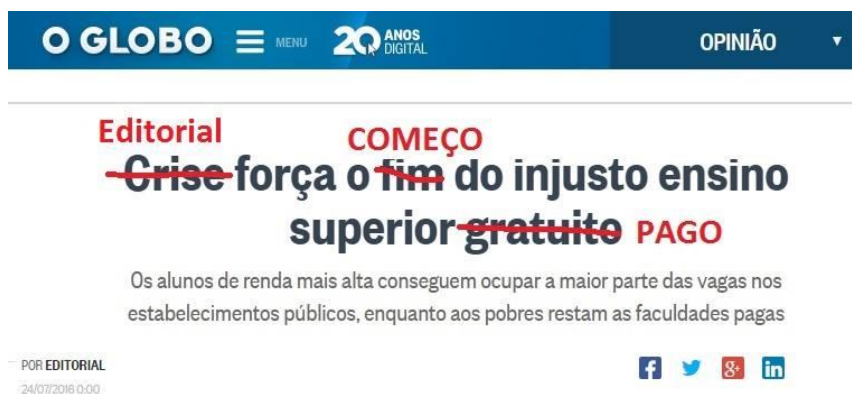 O GLOBO MENU 20 ANOS DIGITAL OPINIÃO
Editorial COMEÇO
Crise força o fim do injusto ensino
superior gratuito PAGO
Os alunos de renda mais alta conseguem ocupar a maior parte das vagas nos
estabelecimentos públicos, enquanto aos pobres restam as faculdades pagas
POR EDITORIAL
24/07/2016 0:00